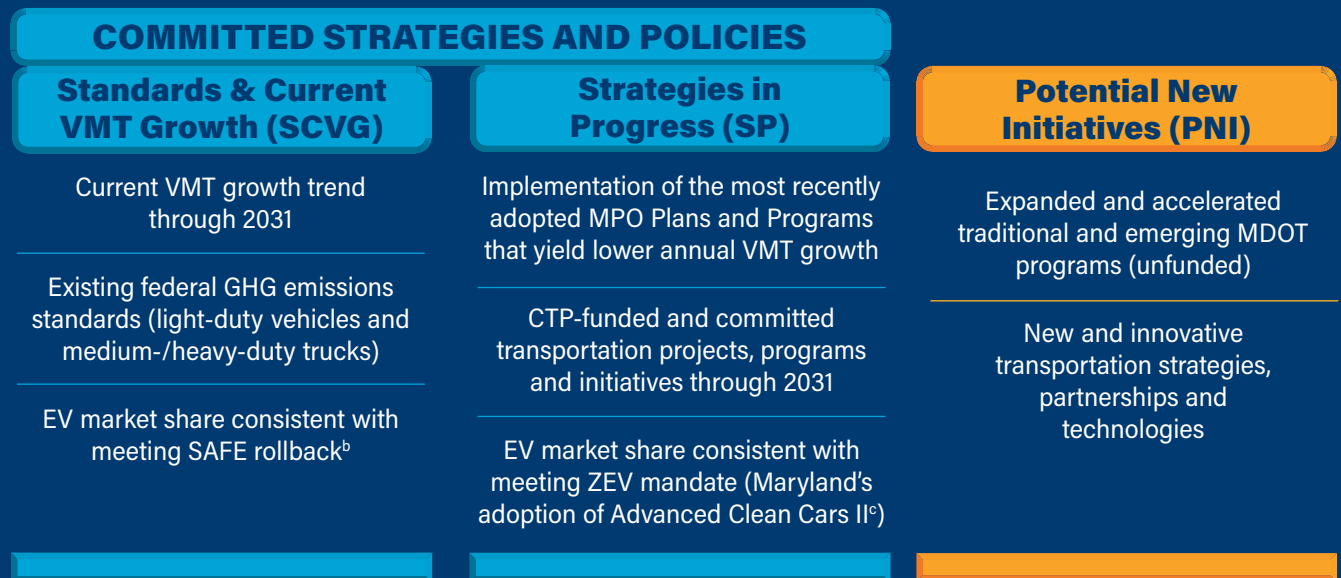 COMMITTED STRATEGIES AND POLICIES
Standards & Current
VMT Growth (SCVG)
Current VMT growth trend
through 2031
Existing federal GHG emissions
standards (light-duty vehicles and
medium-/heavy-duty trucks)
EV market share consistent with
meeting SAFE rollbackᵇ
Strategies in
Progress (SP)
Implementation of the most recently
adopted MPO Plans and Programs
that yield lower annual VMT growth
CTP-funded and committed
transportation projects, programs
and initiatives through 2031
EV market share consistent with
meeting ZEV mandate (Maryland's
adoption of Advanced Clean Cars IIᶜ)
Potential New
Initiatives (PNI)
Expanded and accelerated
traditional and emerging MDOT
programs (unfunded)
New and innovative
transportation strategies,
partnerships and
technologies